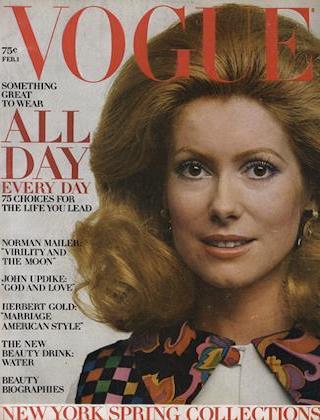 VOGUE
75¢
FEB.1
SOMETHING
GREAT
TO WEAR
ALL
DAY
EVERY DAY
75 CHOICES FOR
THE LIFE YOU LEAD
NORMAN MAILER:
"VIRILITY AND
THE MOON"
JOHN UPDIKE:
"GOD AND LOVE"
HERBERT GOLD:
"MARRIAGE
AMERICAN STYLE"
THE NEW
BEAUTY DRINK:
WATER
BEAUTY
BIOGRAPHIES
NEW YORK SPRING COLLECTIONS